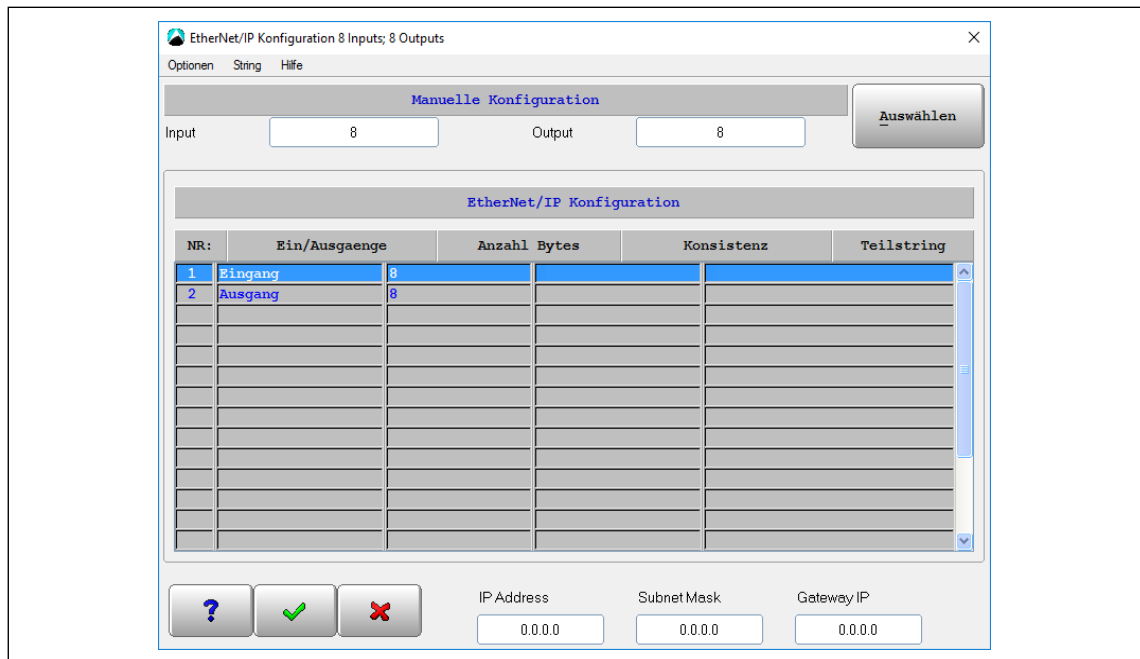 EtherNet/IP Konfiguration 8 Inputs; 8 Outputs
Optionen String Hilfe
Manuelle Konfiguration
Auswählen
Input 8 Output 8
EtherNet/IP Konfiguration
NR: Ein/Ausgaenge Anzahl Bytes Konsistenz Teilstring
1 Eingang 8
2 Ausgang 8
?
IP Address Subnet Mask Gateway IP
0.0.0.0 0.0.0.0 0.0.0.0